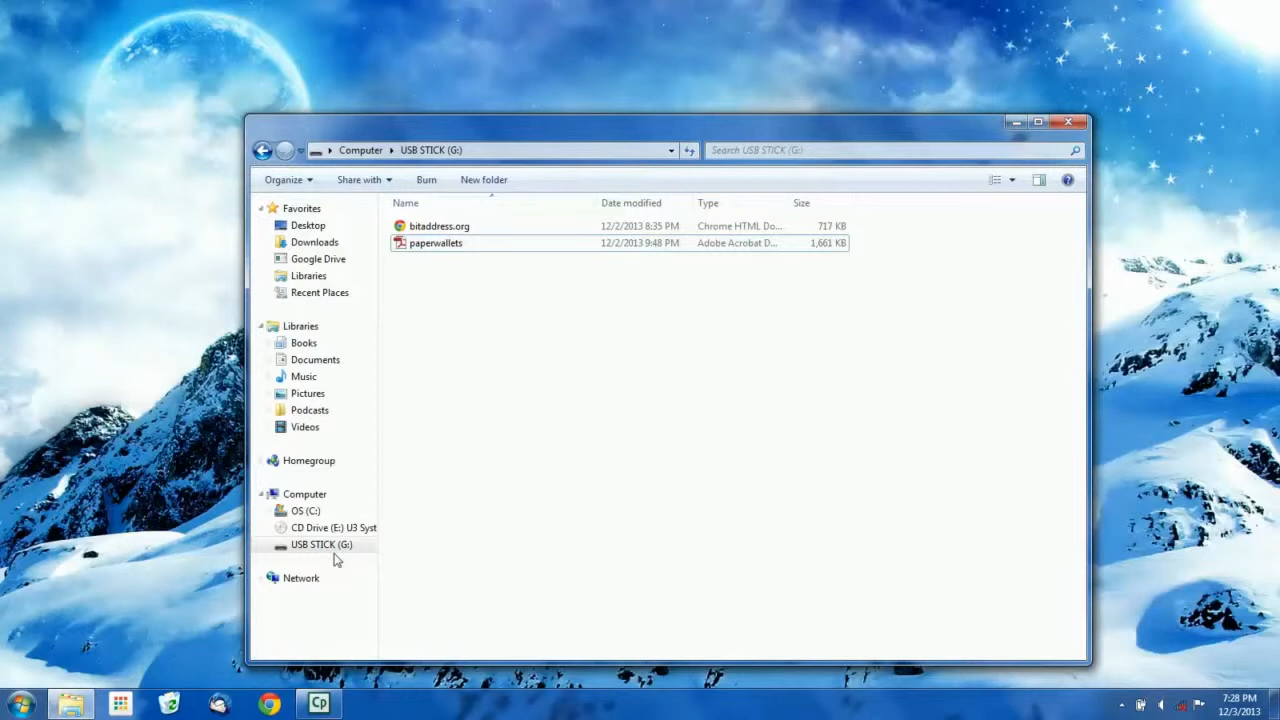 Computer USB STICK (G:) Search USB STICK (G:)
Organize Share with Burn New folder
Name Date modified Type Size
Favorites
Desktop
Downloads
Google Drive
Libraries
Recent Places
bitaddress.org 12/2/2013 8:35 PM Chrome HTML Do... 717 KB
paperwallets 12/2/2013 9:48 PM Adobe Acrobat D... 1,661 KB
Libraries
Books
Documents
Music
Pictures
Podcasts
Videos
Homegroup
Computer
OS (C:)
CD Drive (E:) U3 Syst
USB STICK (G:)
Network
Cp
7:28 PM
12/3/2013